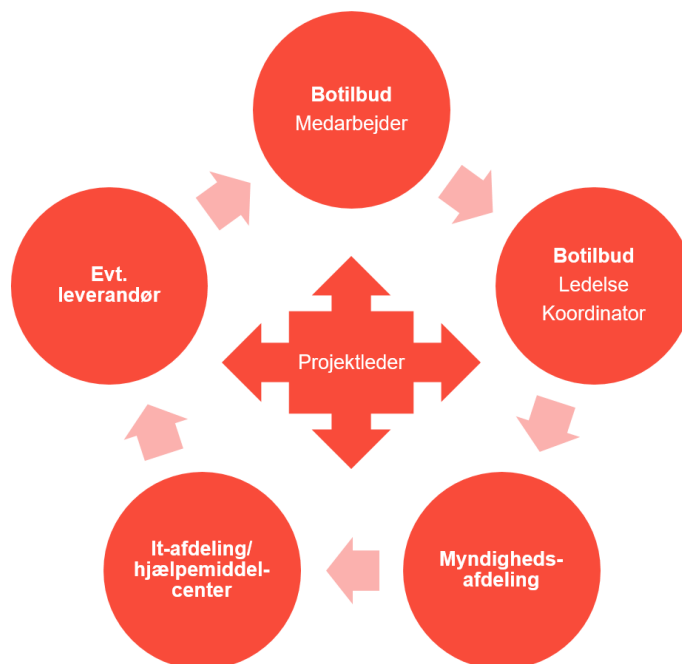 Botilbud
Medarbejder
Botilbud
Ledelse
Koordinator
Evt.
leverandør
Projektleder
It-afdeling/
hjælpemiddel-
center
Myndigheds-
afdeling